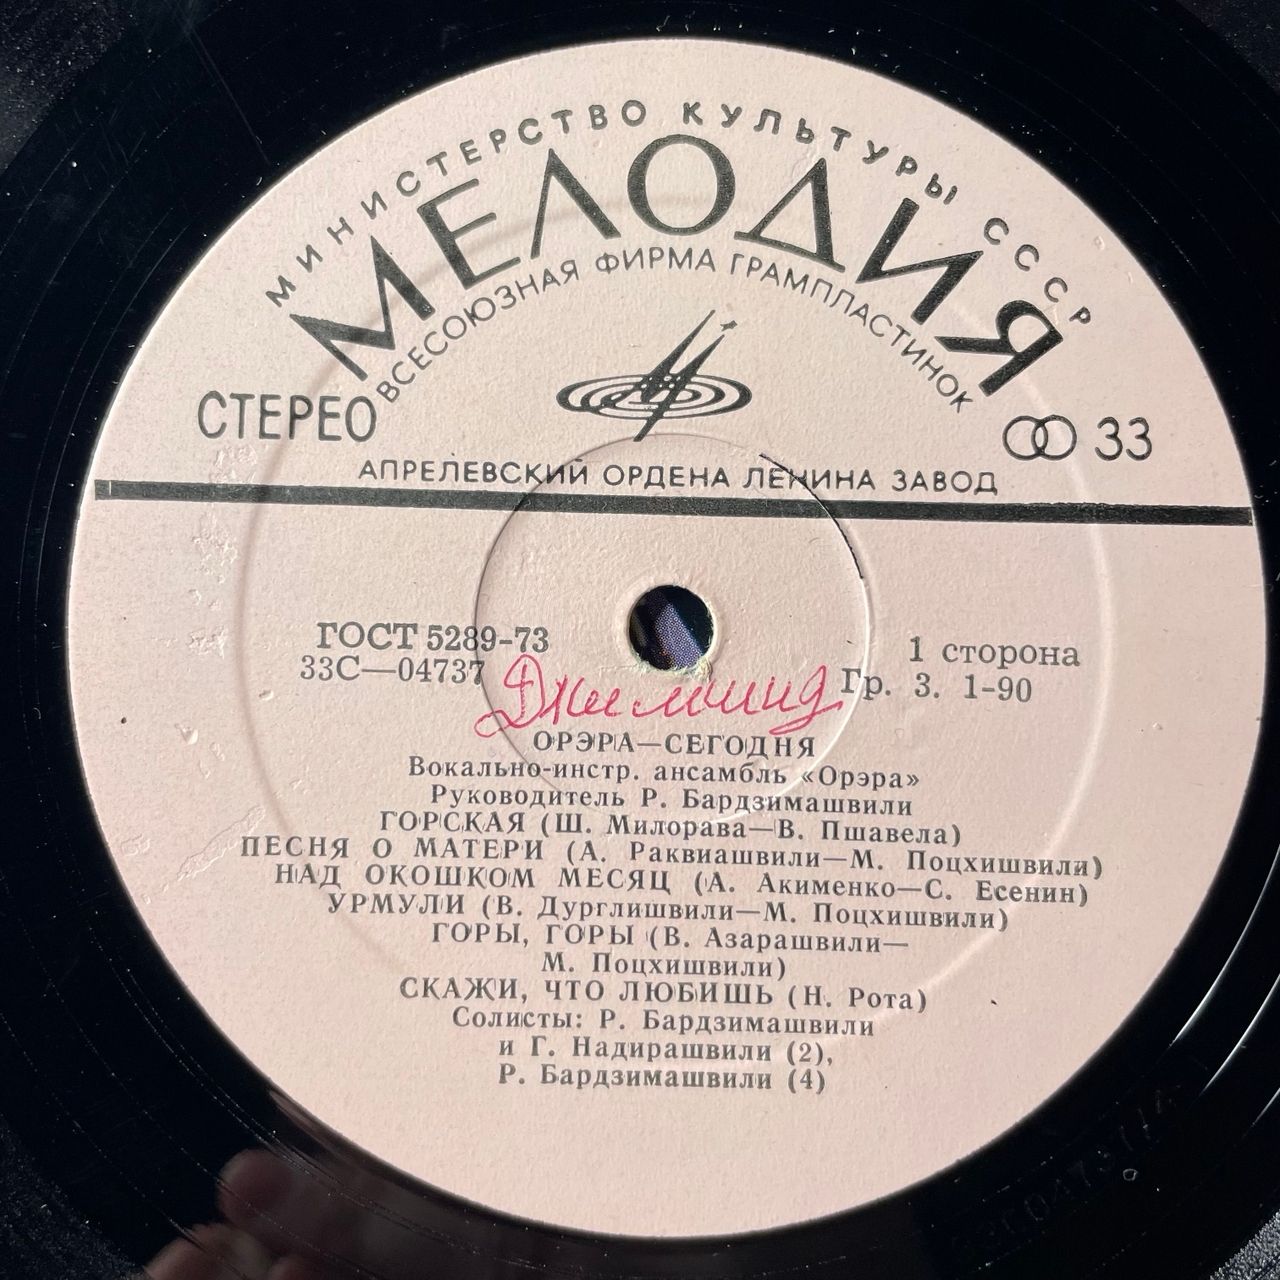 МИНИСТЕРСТВО КУЛЬТУРЫ СССР
МЕЛОДИЯ
ВСЕСОЮЗНАЯ ФИРМА ГРАМПЛАСТИНОК
СТЕРЕО
33
АПРЕЛЕВСКИЙ ОРДЕНА ЛЕНИНА ЗАВОД
ГОСТ 5289-73
1 сторона
33С—04737
Гр. 3. 1-90
ОРЭРА—СЕГОДНЯ
Вокально-инстр. ансамбль «Орэра»
Руководитель Р. Бардзимашвили
ГОРСКАЯ (Ш. Милорава—В. Пшавела)
ПЕСНЯ О МАТЕРИ (А. Раквиашвили—М. Поцхишвили)
НАД ОКОШКОМ МЕСЯЦ (А. Акименко—С. Есенин)
УРМУЛИ (В. Дурглишвили—М. Поцхишвили)
ГОРЫ, ГОРЫ (В. Азарашвили—
М. Поцхишвили)
СКАЖИ, ЧТО ЛЮБИШЬ (Н. Рота)
Солисты: Р. Бардзимашвили
и Г. Надирашвили (2),
Р. Бардзимашвили (4)